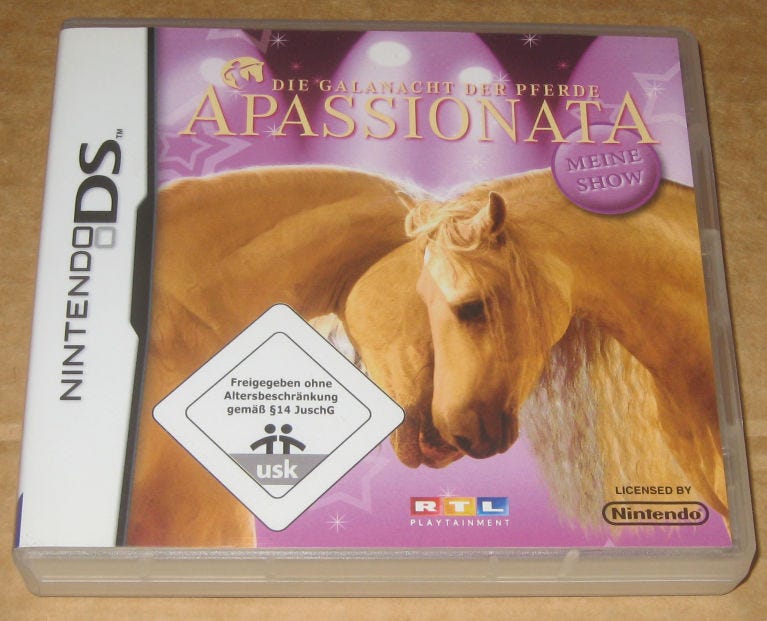 NINTENDO DS™
DIE GALANACHT DER PFERDE
APASSIONATA
MEINE
SHOW
Freigegeben ohne
Altersbeschränkung
gemäß §14 JuschG
usk
RTL
PLAYTAINMENT
LICENSED BY
Nintendo